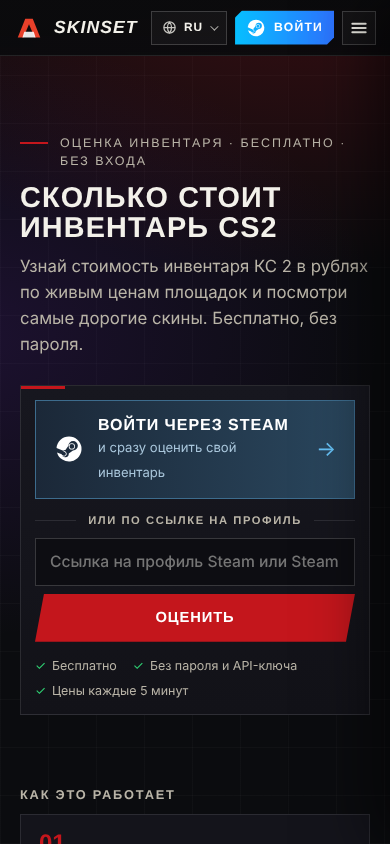 SKINSET
RU
ВОЙТИ
ОЦЕНКА ИНВЕНТАРЯ · БЕСПЛАТНО ·
БЕЗ ВХОДА
СКОЛЬКО СТОИТ
ИНВЕНТАРЬ CS2
Узнай стоимость инвентаря КС 2 в рублях
по живым ценам площадок и посмотри
самые дорогие скины. Бесплатно, без
пароля.
ВОЙТИ ЧЕРЕЗ STEAM
и сразу оценить свой
инвентарь
ИЛИ ПО ССЫЛКЕ НА ПРОФИЛЬ
Ссылка на профиль Steam или Steam
ОЦЕНИТЬ
Бесплатно
Без пароля и API-ключа
Цены каждые 5 минут
КАК ЭТО РАБОТАЕТ
01